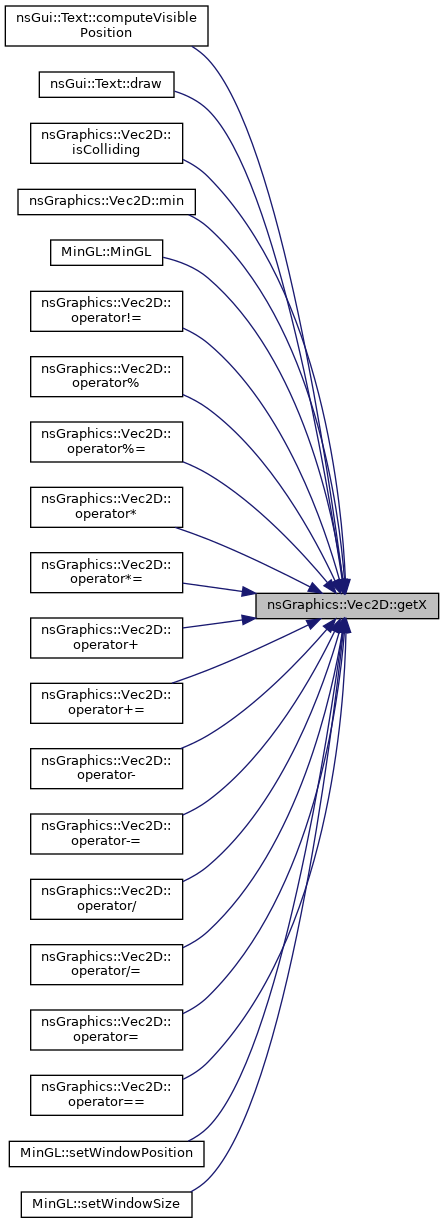 nsGui::Text::computeVisible
Position
nsGui::Text::draw
nsGraphics::Vec2D::
isColliding
nsGraphics::Vec2D::min
MinGL::MinGL
nsGraphics::Vec2D::
operator!=
nsGraphics::Vec2D::
operator%
nsGraphics::Vec2D::
operator%=
nsGraphics::Vec2D::
operator*
nsGraphics::Vec2D::
operator*=
nsGraphics::Vec2D::getX
nsGraphics::Vec2D::
operator+
nsGraphics::Vec2D::
operator+=
nsGraphics::Vec2D::
operator-
nsGraphics::Vec2D::
operator-=
nsGraphics::Vec2D::
operator/
nsGraphics::Vec2D::
operator/=
nsGraphics::Vec2D::
operator=
nsGraphics::Vec2D::
operator==
MinGL::setWindowPosition
MinGL::setWindowSize